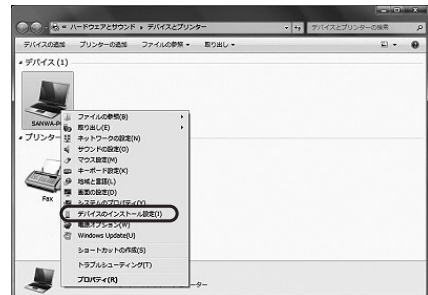 ハードウェアとサウンド ▸ デバイスとプリンター
デバイスとプリンターの検索
デバイスの追加 プリンターの追加 ファイルの参照 取り出し
デバイス (1)
SANWA-P
ファイルの参照(B)
取り出し(E)
ネットワークの設定(N)
サウンドの設定(O)
マウス設定(M)
キーボード設定(K)
地域と言語(L)
画面の設定(D)
システムのプロパティ(Y)
デバイスのインストール設定(I)
電源オプション(W)
Windows Update(U)
ショートカットの作成(S)
トラブルシューティング(T)
プロパティ(R)
プリンター
Fax
ーター